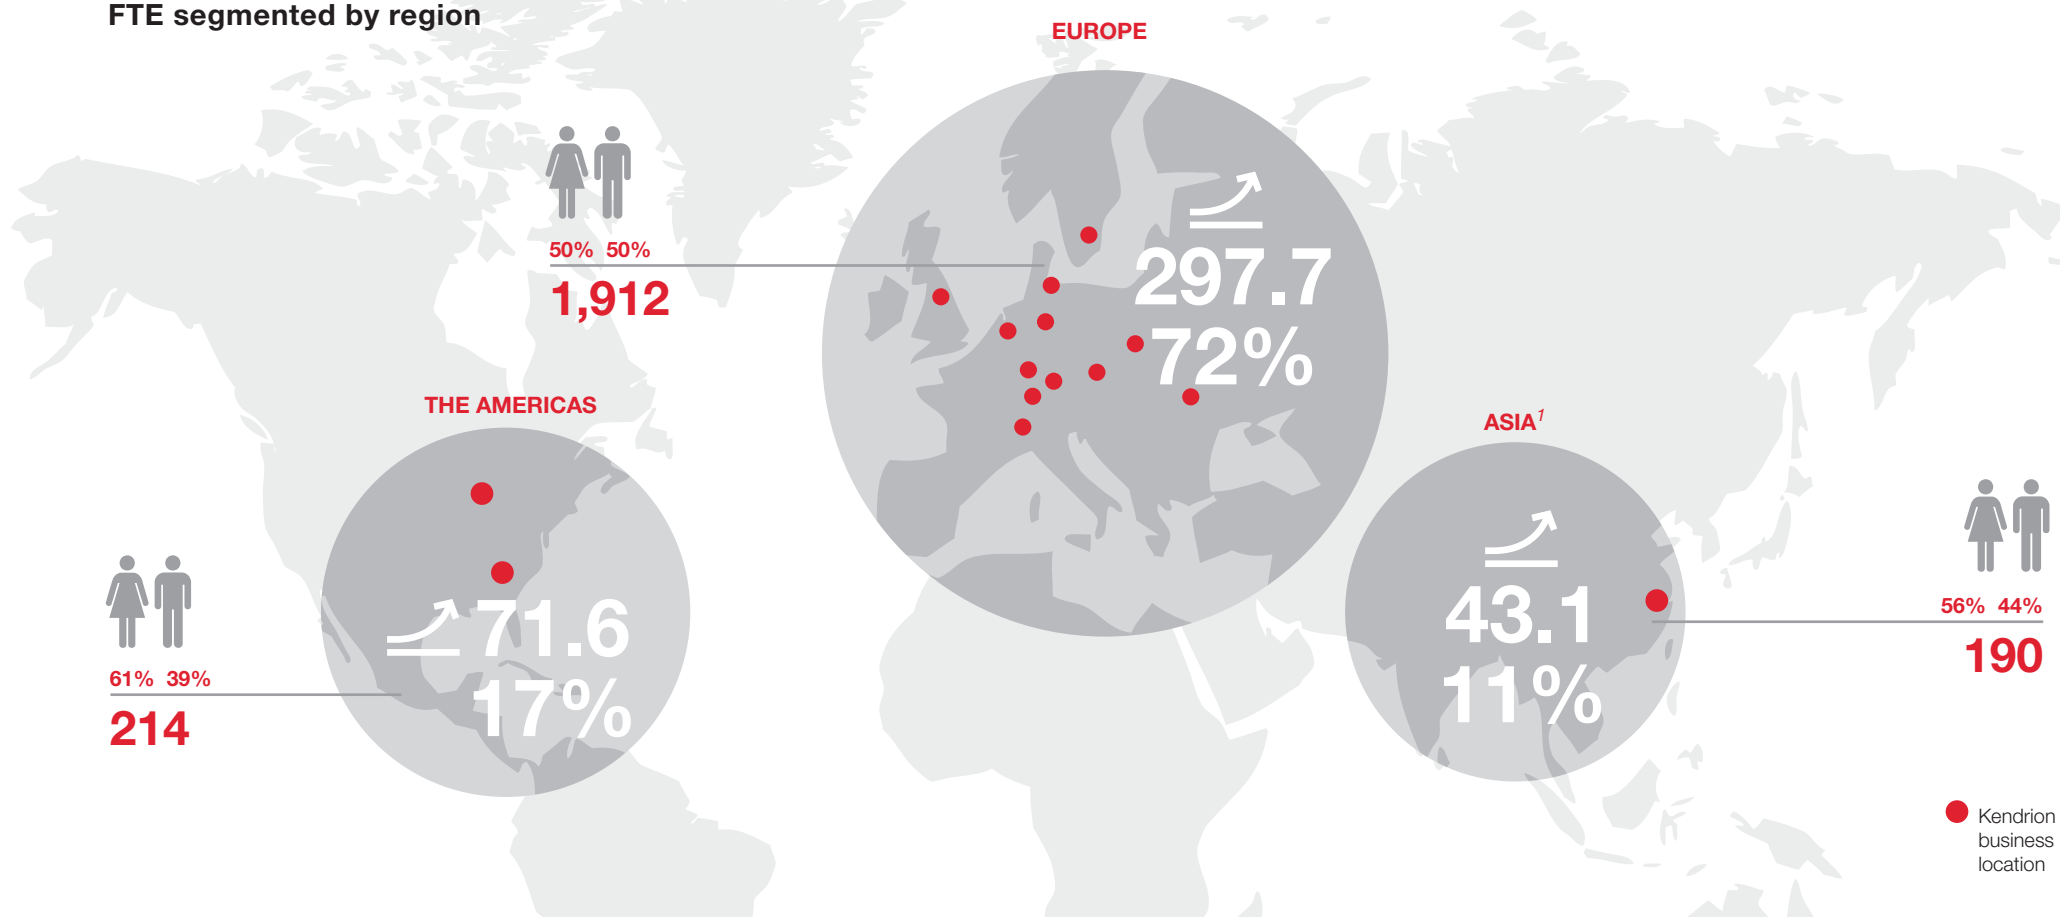 FTE segmented by region
EUROPE
50% 50%
1,912
297.7
72%
THE AMERICAS
61% 39%
214
71.6
17%
ASIA¹
43.1
11%
56% 44%
190
Kendrion
business
location